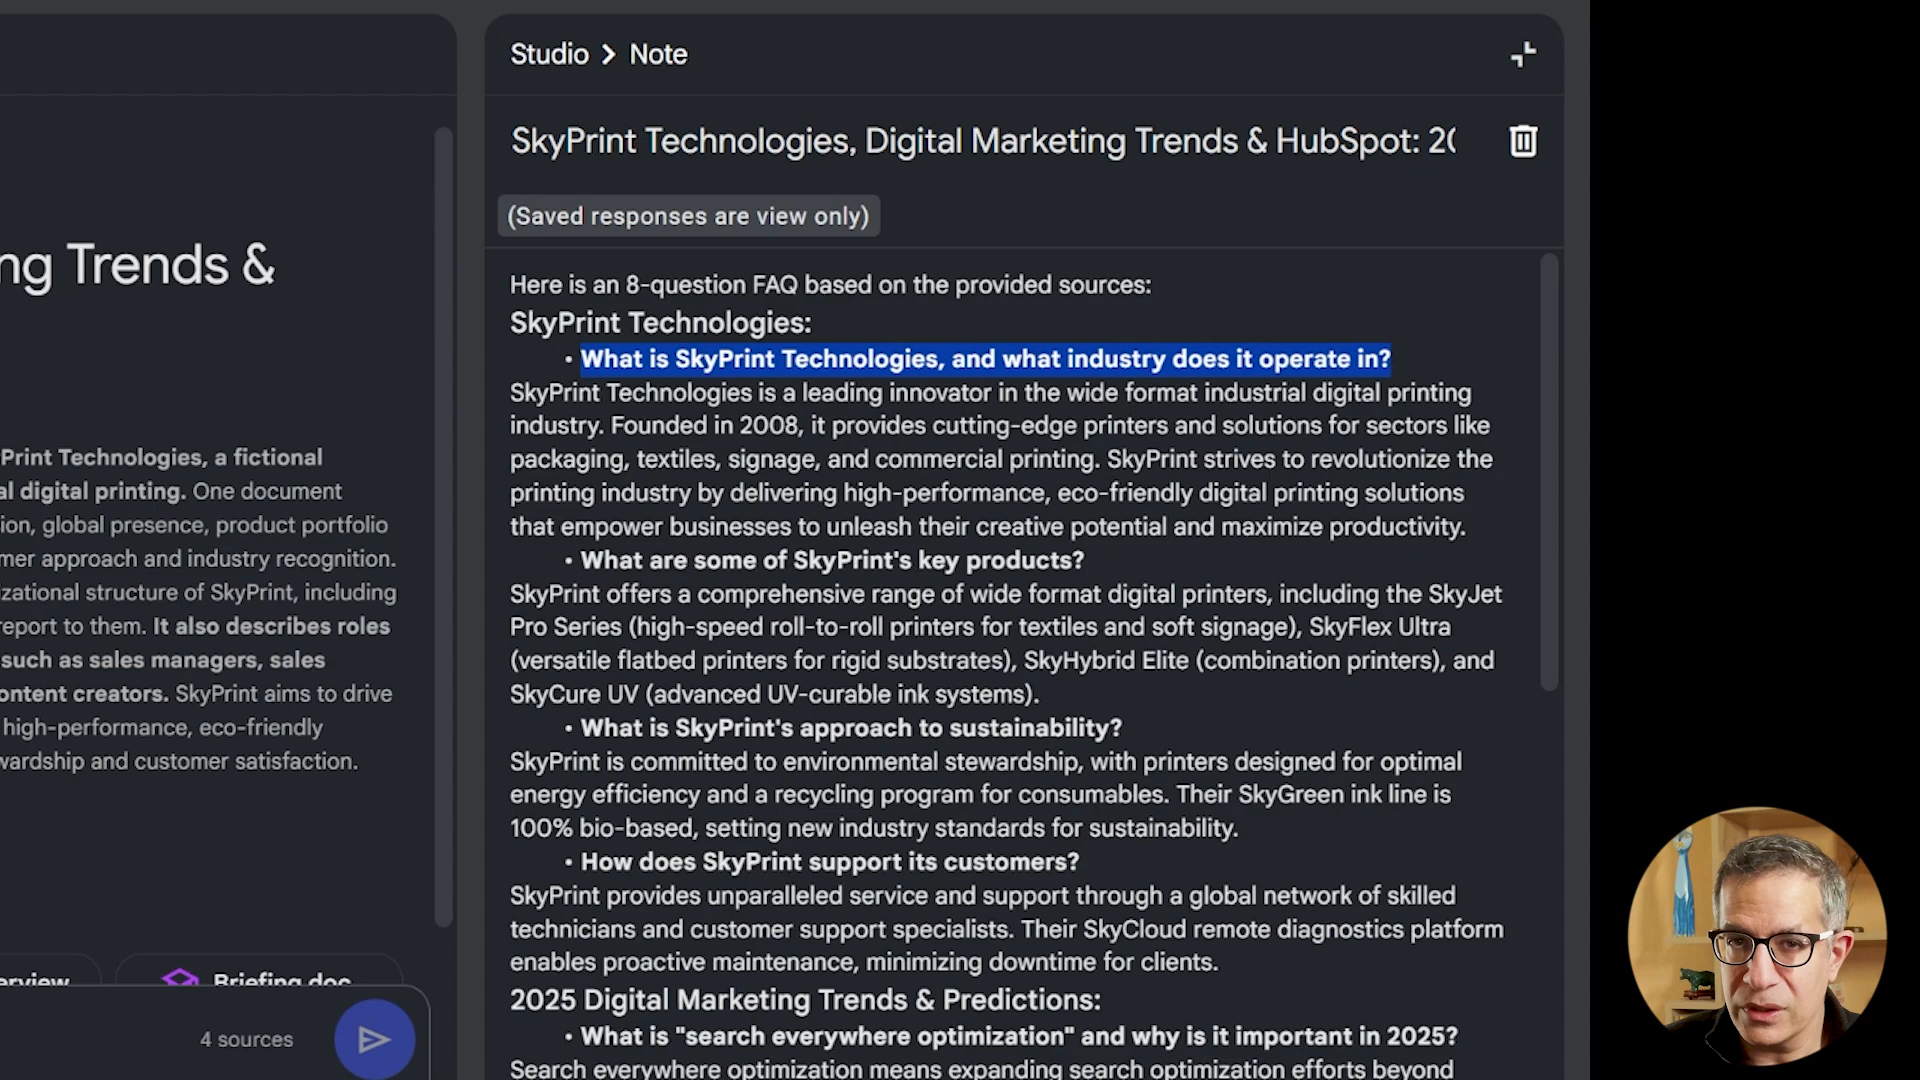 ng Trends &
Print Technologies, a fictional
al digital printing. One document
ion, global presence, product portfolio
mer approach and industry recognition.
zational structure of SkyPrint, including
report to them. It also describes roles
such as sales managers, sales
ontent creators. SkyPrint aims to drive
high-performance, eco-friendly
wardship and customer satisfaction.
erview
Briefing doc
4 sources
Studio > Note
SkyPrint Technologies, Digital Marketing Trends & HubSpot: 20
(Saved responses are view only)
Here is an 8-question FAQ based on the provided sources:
SkyPrint Technologies:
• What is SkyPrint Technologies, and what industry does it operate in?
SkyPrint Technologies is a leading innovator in the wide format industrial digital printing
industry. Founded in 2008, it provides cutting-edge printers and solutions for sectors like
packaging, textiles, signage, and commercial printing. SkyPrint strives to revolutionize the
printing industry by delivering high-performance, eco-friendly digital printing solutions
that empower businesses to unleash their creative potential and maximize productivity.
• What are some of SkyPrint's key products?
SkyPrint offers a comprehensive range of wide format digital printers, including the SkyJet
Pro Series (high-speed roll-to-roll printers for textiles and soft signage), SkyFlex Ultra
(versatile flatbed printers for rigid substrates), SkyHybrid Elite (combination printers), and
SkyCure UV (advanced UV-curable ink systems).
• What is SkyPrint's approach to sustainability?
SkyPrint is committed to environmental stewardship, with printers designed for optimal
energy efficiency and a recycling program for consumables. Their SkyGreen ink line is
100% bio-based, setting new industry standards for sustainability.
• How does SkyPrint support its customers?
SkyPrint provides unparalleled service and support through a global network of skilled
technicians and customer support specialists. Their SkyCloud remote diagnostics platform
enables proactive maintenance, minimizing downtime for clients.
2025 Digital Marketing Trends & Predictions:
• What is "search everywhere optimization" and why is it important in 2025?
Search everywhere optimization means expanding search optimization efforts beyond